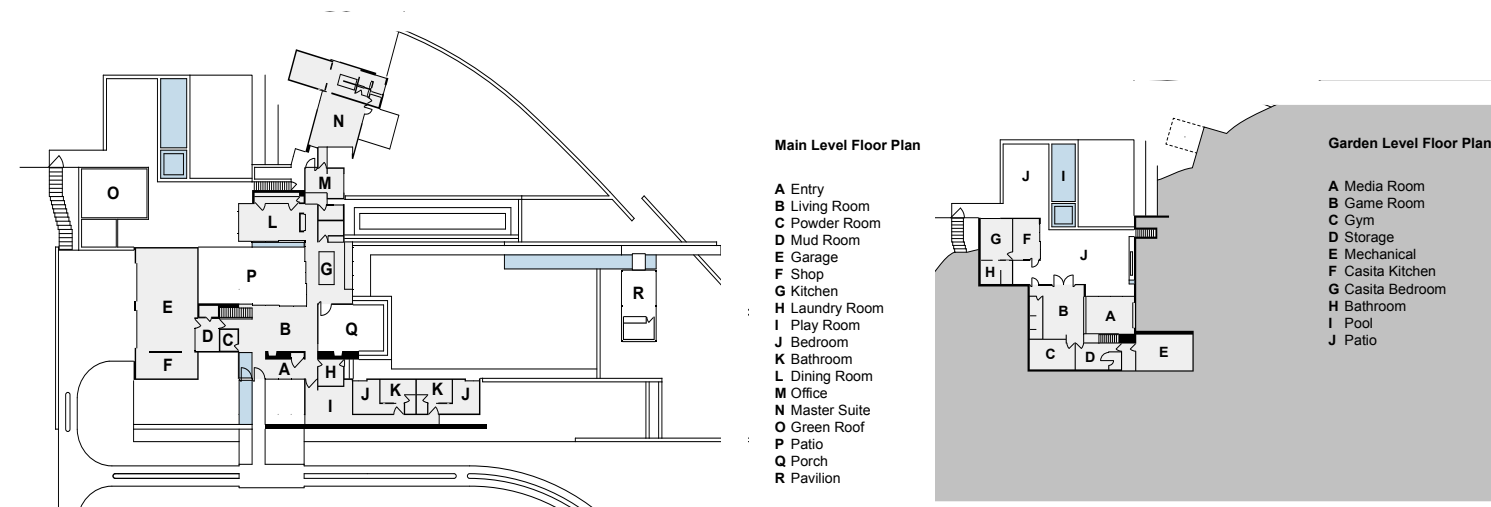 N
M
O
L
P
G
E
R
B
Q
D
C
F
A
H
J
K
K
J
I
Main Level Floor Plan
A Entry
B Living Room
C Powder Room
D Mud Room
E Garage
F Shop
G Kitchen
H Laundry Room
I Play Room
J Bedroom
K Bathroom
L Dining Room
M Office
N Master Suite
O Green Roof
P Patio
Q Porch
R Pavilion
J
I
G
F
J
H
B
A
C
D
E
Garden Level Floor Plan
A Media Room
B Game Room
C Gym
D Storage
E Mechanical
F Casita Kitchen
G Casita Bedroom
H Bathroom
I Pool
J Patio